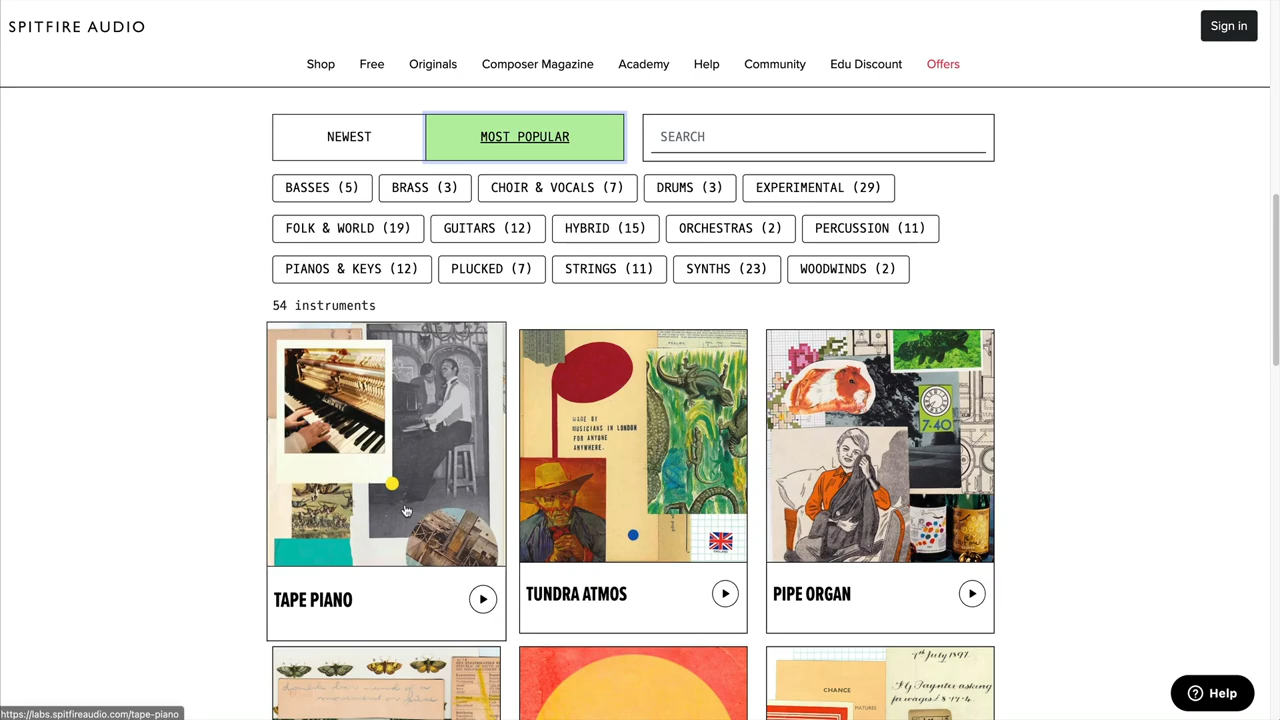 SPITFIRE AUDIO
Sign in
Shop Free Originals Composer Magazine Academy Help Community Edu Discount Offers
NEWEST MOST POPULAR SEARCH
BASSES (5) BRASS (3) CHOIR & VOCALS (7) DRUMS (3) EXPERIMENTAL (29)
FOLK & WORLD (19) GUITARS (12) HYBRID (15) ORCHESTRAS (2) PERCUSSION (11)
PIANOS & KEYS (12) PLUCKED (7) STRINGS (11) SYNTHS (23) WOODWINDS (2)
54 instruments
MADE BY
MUSICIANS IN LONDON
FOR ANYONE
ANYWHERE.
7-40
TAPE PIANO TUNDRA ATMOS PIPE ORGAN
7th July 1897.
CHANCE
Help
https://labs.spitfireaudio.com/tape-piano